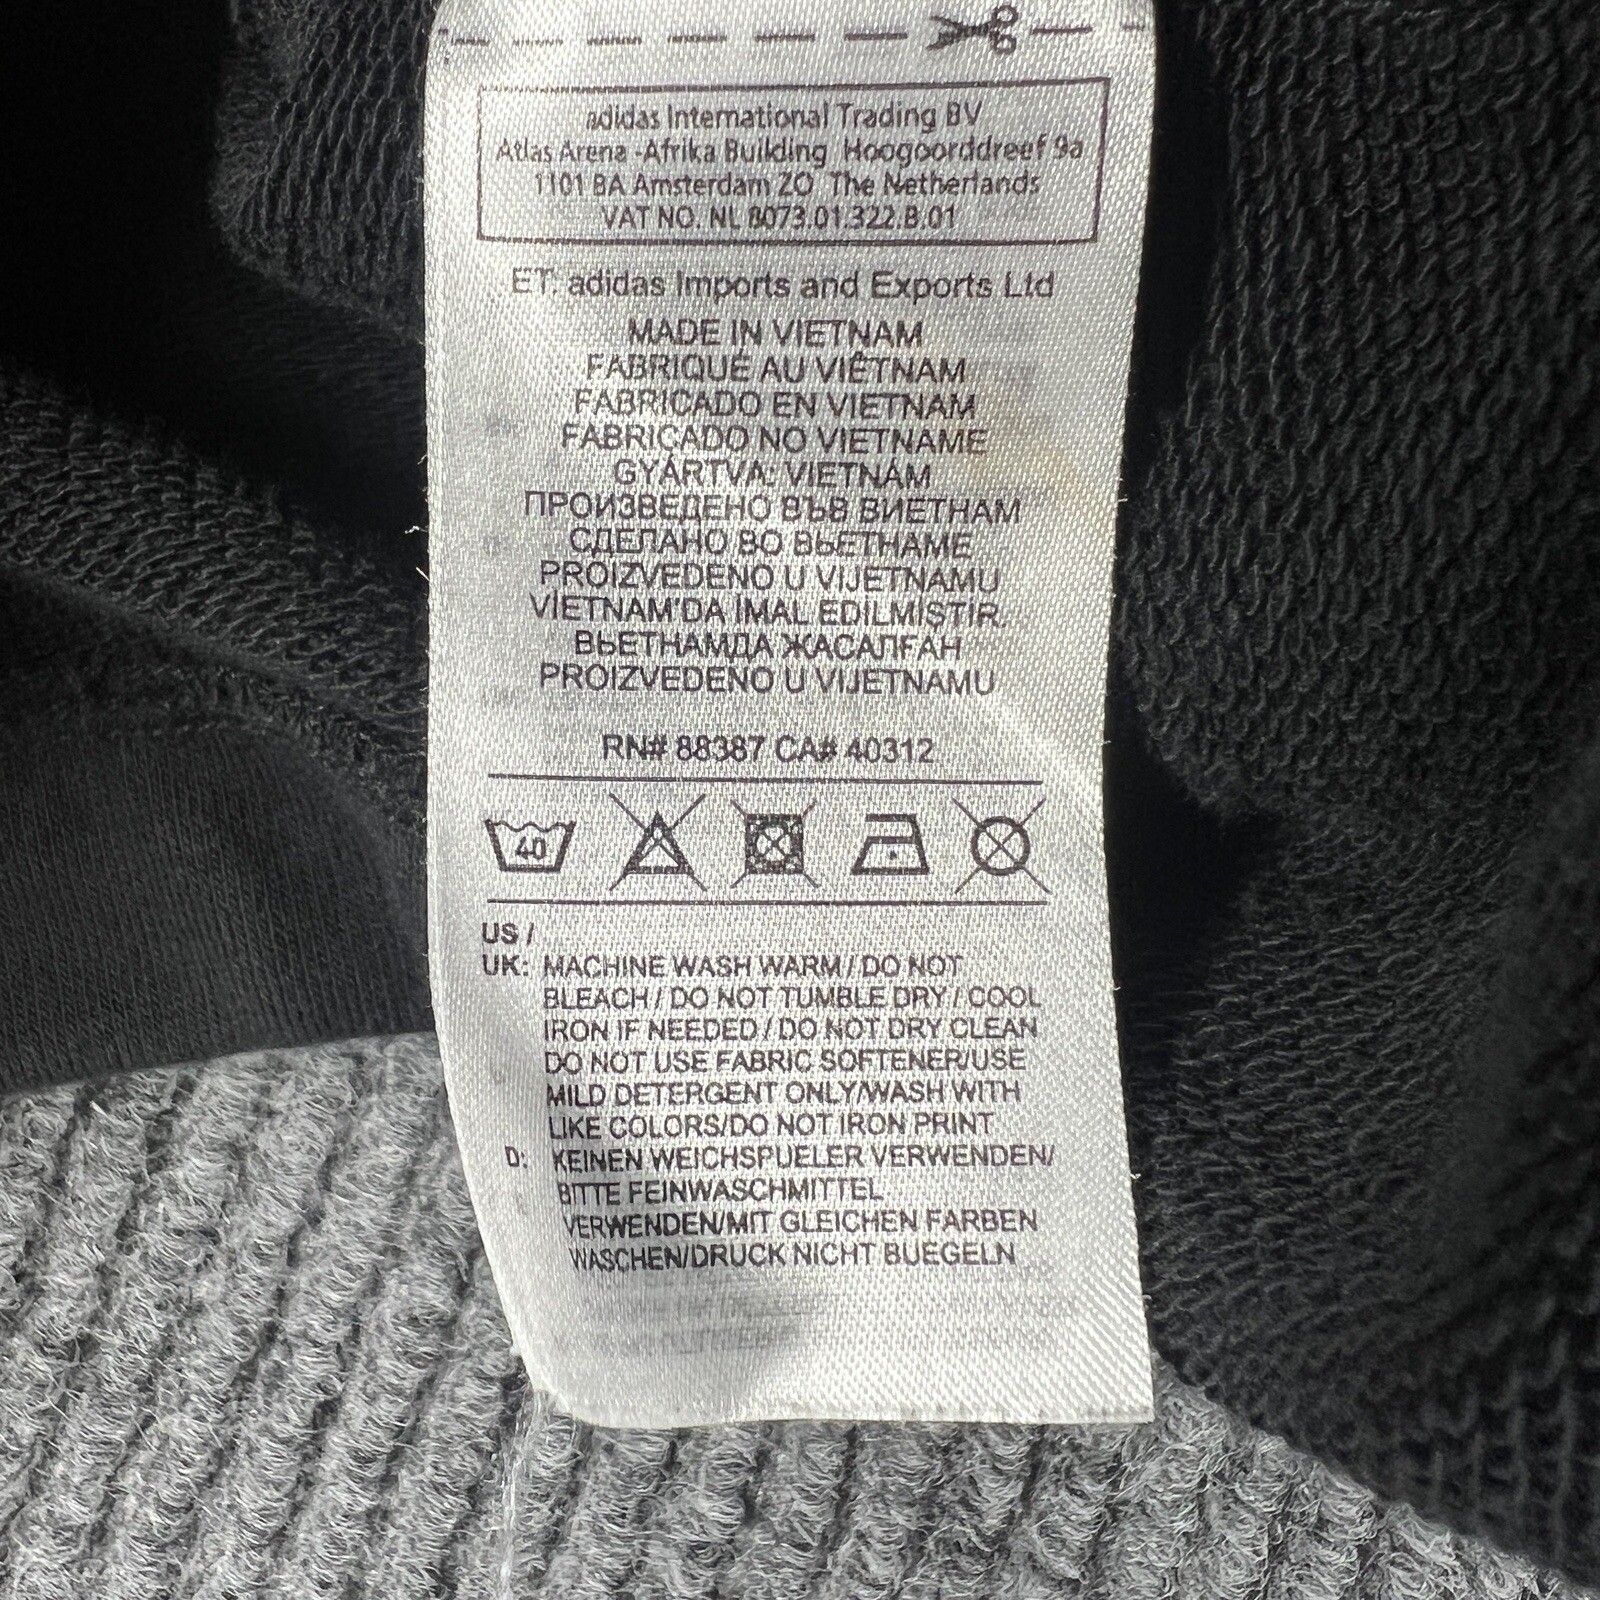 adidas International Trading BV
Atlas Arena -Afrika Building Hoogoorddreef 9a
1101 BA Amsterdam ZO The Netherlands
VAT NO. NL 8073.01.322.B.01
ET: adidas Imports and Exports Ltd
MADE IN VIETNAM
FABRIQUÉ AU VIÊTNAM
FABRICADO EN VIETNAM
FABRICADO NO VIETNAME
GYÁRTVA: VIETNÁM
ПРОИЗВЕДЕНО ВЪВ ВИЕТНАМ
СДЕЛАНО ВО ВЬЕТНАМЕ
PROIZVEDENO U VIJETNAMU
VİETNAM'DA İMAL EDİLMİŞTİR.
ВЬЕТНАМДА ЖАСАЛҒАН
PROIZVEDENO U VIJETNAMU
RN# 88387 CA# 40312
40
US /
UK: MACHINE WASH WARM / DO NOT
BLEACH / DO NOT TUMBLE DRY / COOL
IRON IF NEEDED / DO NOT DRY CLEAN
DO NOT USE FABRIC SOFTENER/USE
MILD DETERGENT ONLY/WASH WITH
LIKE COLORS/DO NOT IRON PRINT
D: KEINEN WEICHSPUELER VERWENDEN/
BITTE FEINWASCHMITTEL
VERWENDEN/MIT GLEICHEN FARBEN
WASCHEN/DRUCK NICHT BUEGELN